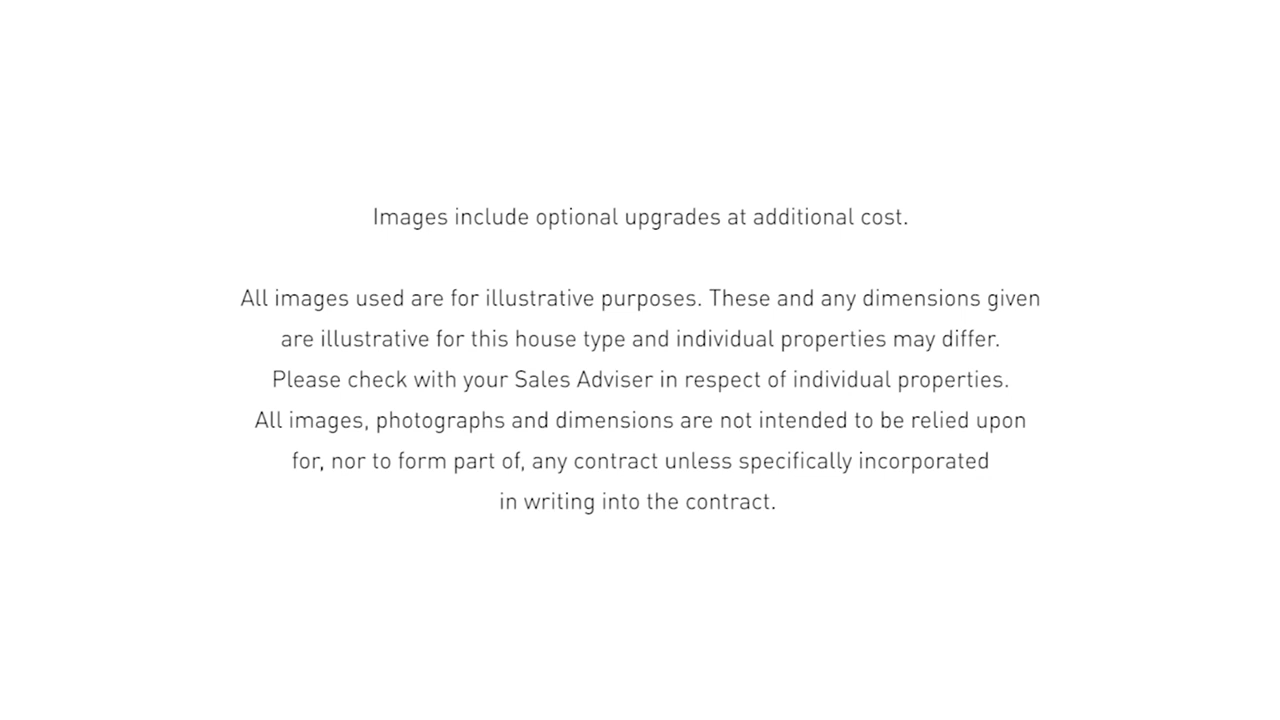 Images include optional upgrades at additional cost.
All images used are for illustrative purposes. These and any dimensions given
are illustrative for this house type and individual properties may differ.
Please check with your Sales Adviser in respect of individual properties.
All images, photographs and dimensions are not intended to be relied upon
for, nor to form part of, any contract unless specifically incorporated
in writing into the contract.